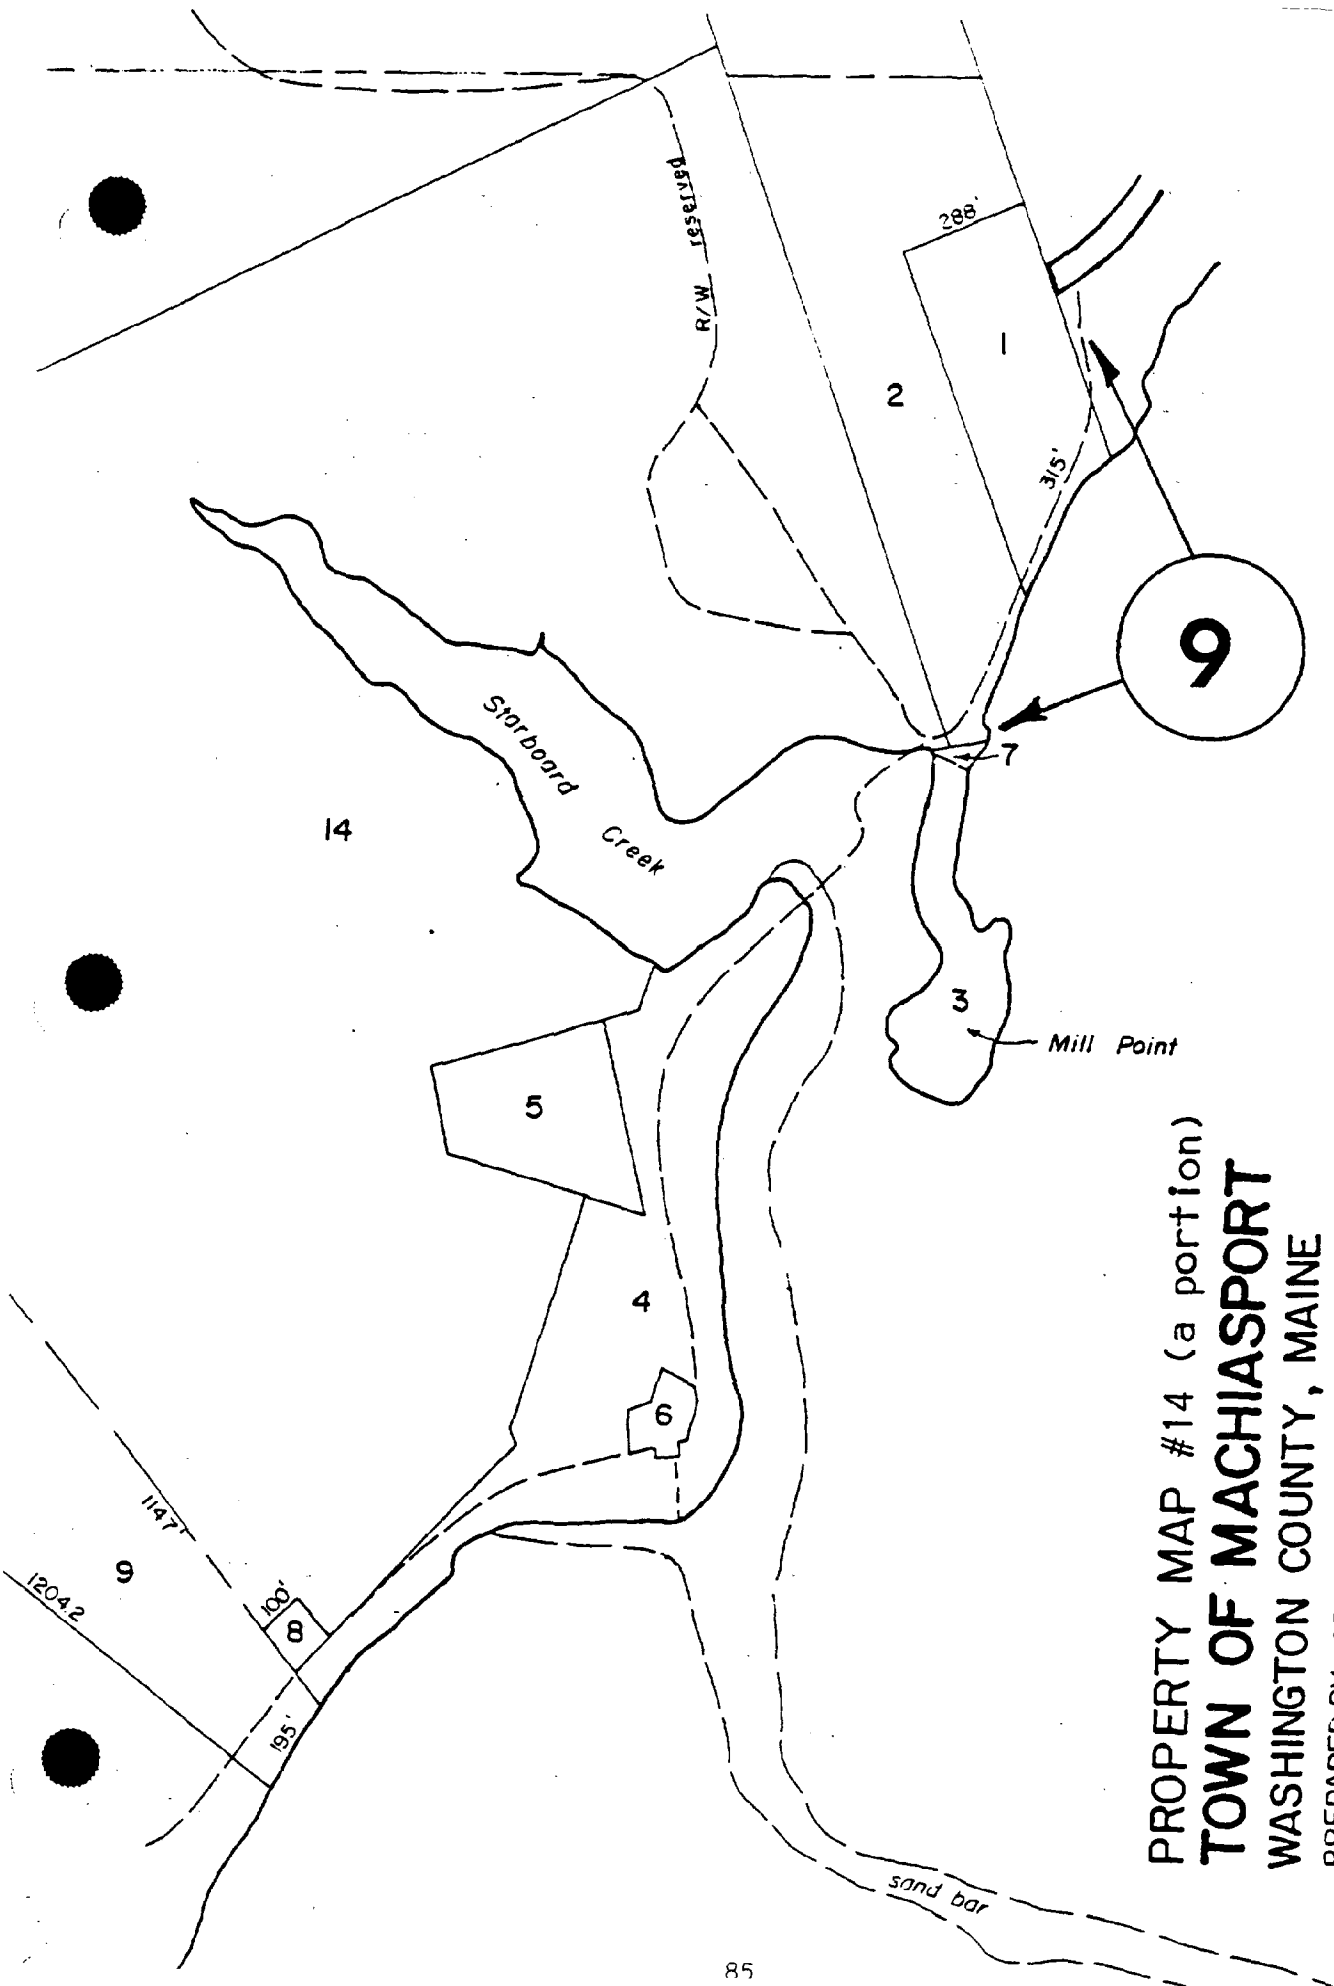 R/W reserved
288'
1
2
315'
9
7
Starboard
Creek
14
3
Mill Point
5
4
6
1147'
9
1204.2
100'
8
195'
sand bar
PROPERTY MAP #14 (a portion)
TOWN OF MACHIASPORT
WASHINGTON COUNTY, MAINE
85